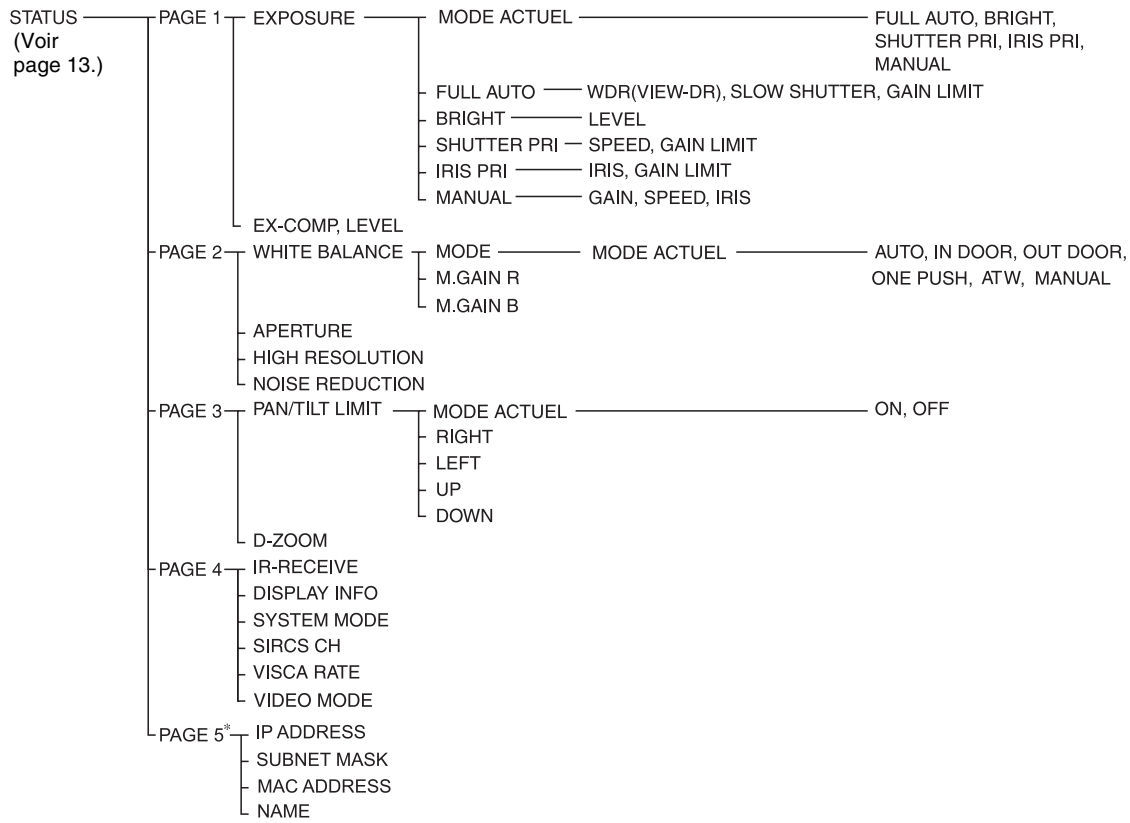 STATUS PAGE 1 EXPOSURE MODE ACTUEL FULL AUTO, BRIGHT,
(Voir SHUTTER PRI, IRIS PRI,
page 13.) MANUAL
FULL AUTO WDR(VIEW-DR), SLOW SHUTTER, GAIN LIMIT
BRIGHT LEVEL
SHUTTER PRI SPEED, GAIN LIMIT
IRIS PRI IRIS, GAIN LIMIT
MANUAL GAIN, SPEED, IRIS
EX-COMP, LEVEL
PAGE 2 WHITE BALANCE MODE MODE ACTUEL AUTO, IN DOOR, OUT DOOR,
M.GAIN R ONE PUSH, ATW, MANUAL
M.GAIN B
APERTURE
HIGH RESOLUTION
NOISE REDUCTION
PAGE 3 PAN/TILT LIMIT MODE ACTUEL ON, OFF
RIGHT
LEFT
UP
DOWN
D-ZOOM
PAGE 4 IR-RECEIVE
DISPLAY INFO
SYSTEM MODE
SIRCS CH
VISCA RATE
VIDEO MODE
PAGE 5* IP ADDRESS
SUBNET MASK
MAC ADDRESS
NAME